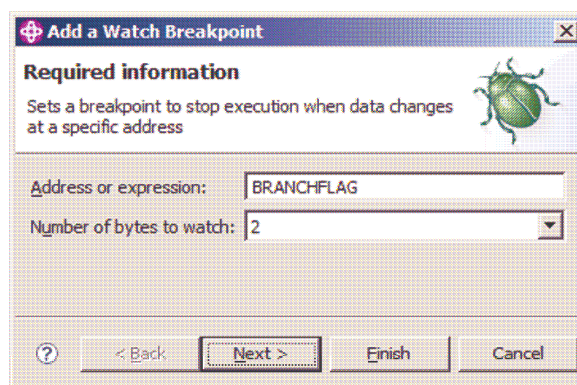 Add a Watch Breakpoint
Required information
Sets a breakpoint to stop execution when data changes
at a specific address
Address or expression: BRANCHFLAG
Number of bytes to watch: 2
? < Back Next > Finish Cancel